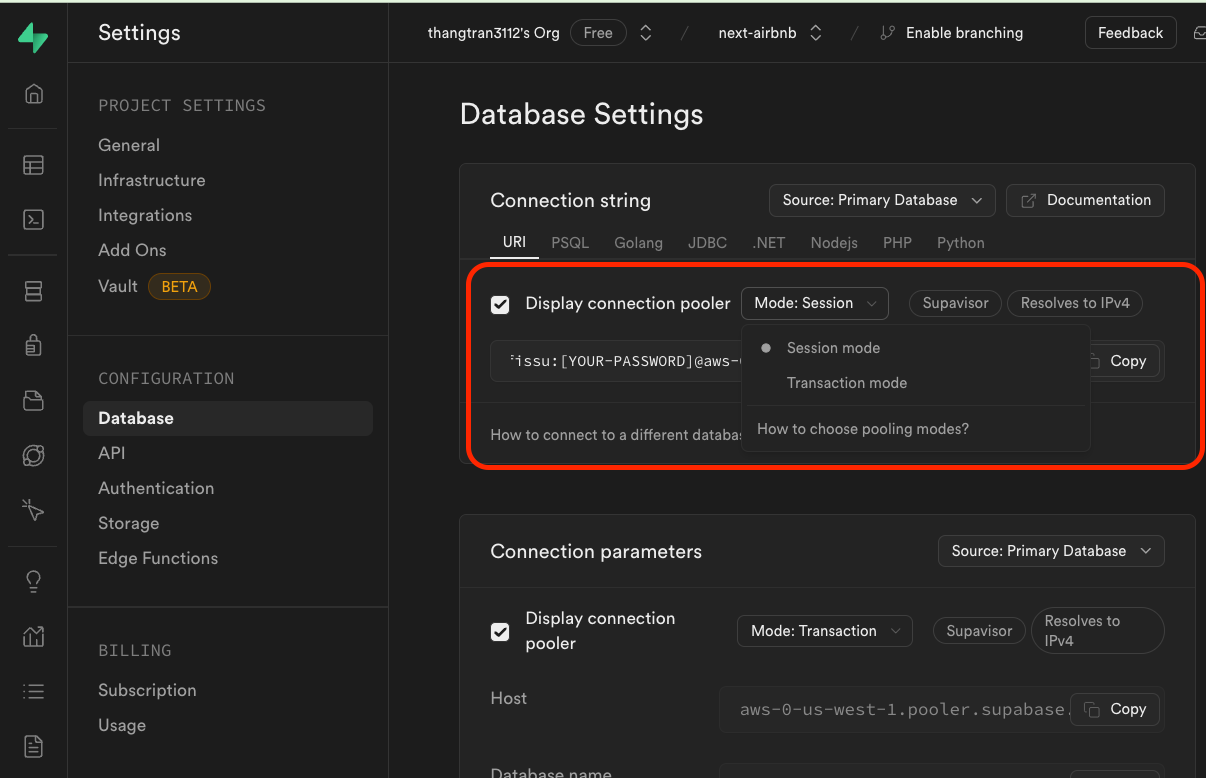 Settings
thangtran3112's Org Free / next-airbnb / Enable branching Feedback
PROJECT SETTINGS
General
Infrastructure
Integrations
Add Ons
Vault BETA
CONFIGURATION
Database
API
Authentication
Storage
Edge Functions
BILLING
Subscription
Usage
Database Settings
Connection string Source: Primary Database Documentation
URI PSQL Golang JDBC .NET Nodejs PHP Python
Display connection pooler Mode: Session Supavisor Resolves to IPv4
Session mode
issu:[YOUR-PASSWORD]@aws- Copy
Transaction mode
How to connect to a different databas
How to choose pooling modes?
Connection parameters Source: Primary Database
Display connection
pooler
Mode: Transaction Supavisor
Resolves to
IPv4
Host aws-0-us-west-1.pooler.supabase. Copy
Database name